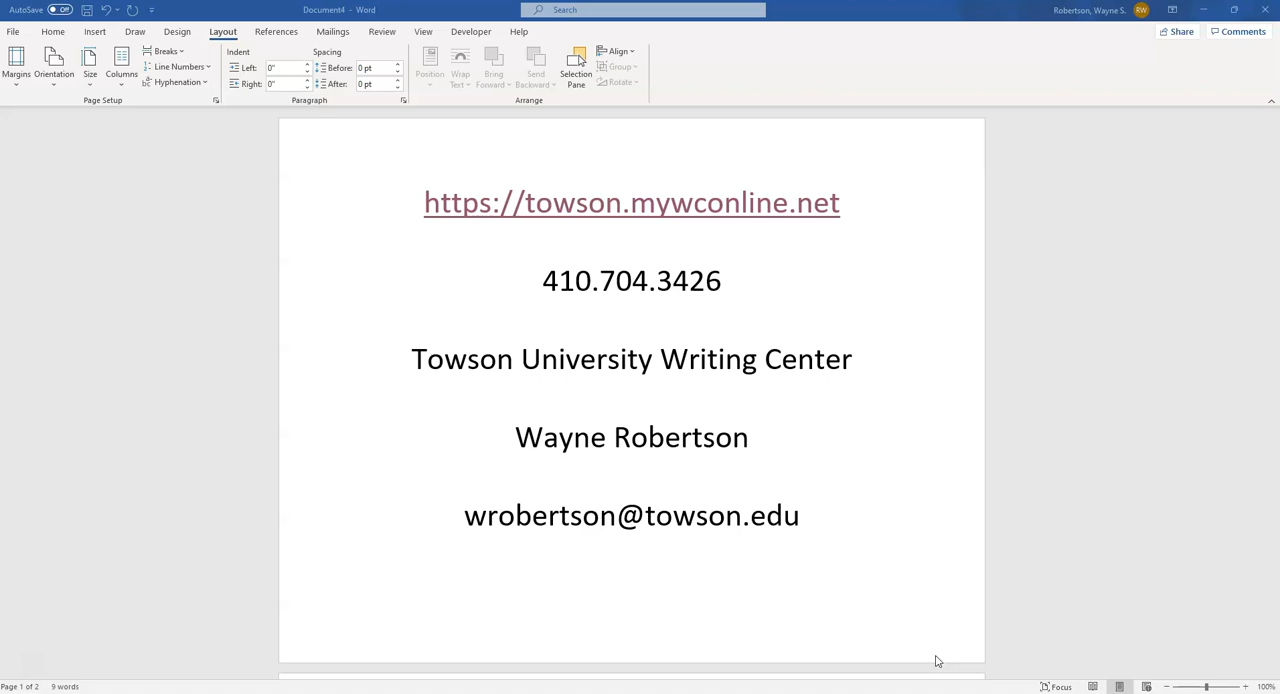 AutoSave Off Document4 - Word Search Robertson, Wayne S. RW
File Home Insert Draw Design Layout References Mailings Review View Developer Help Share Comments
Margins Orientation Size Columns Breaks Line Numbers Hyphenation
Page Setup
Indent Spacing
Left: 0" Before: 0 pt
Right: 0" After: 0 pt
Paragraph
Position Wrap Text Bring Forward Send Backward Selection Pane Align Group Rotate
Arrange
https://towson.mywconline.net
410.704.3426
Towson University Writing Center
Wayne Robertson
wrobertson@towson.edu
Page 1 of 2 9 words Focus 100%